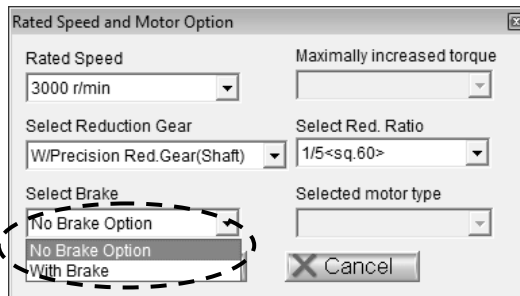 Rated Speed and Motor Option
Rated Speed
Maximally increased torque
3000 r/min
Select Reduction Gear
Select Red. Ratio
W/Precision Red.Gear(Shaft)
1/5<sq.60>
Select Brake
Selected motor type
No Brake Option
No Brake Option
With Brake
Cancel